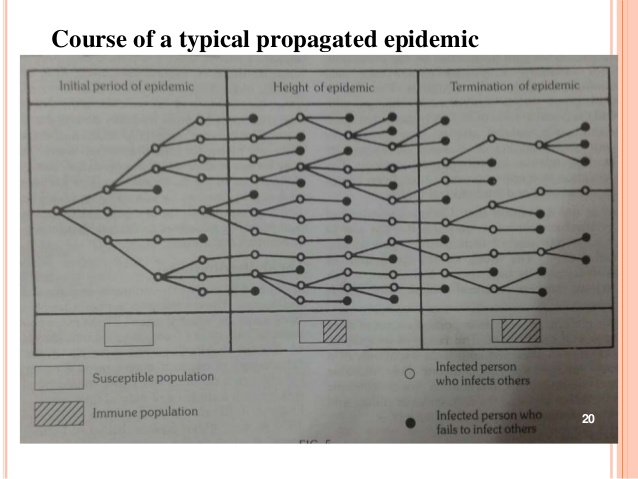 Course of a typical propagated epidemic
Initial period of epidemic
Height of epidemic
Termination of epidemic
Susceptible population
Immune population
Infected person
who infects others
Infected person who
fails to infect others
20